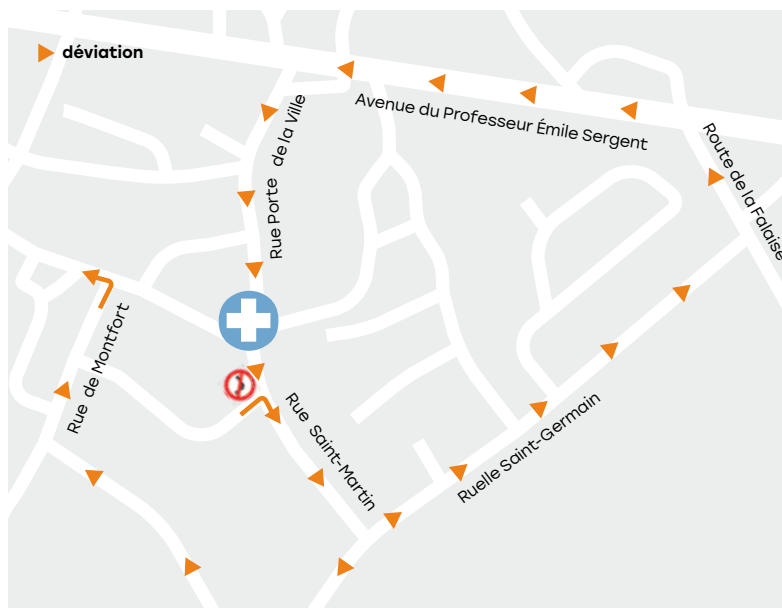 déviation
Avenue du Professeur Émile Sergent
Rue Porte de la Ville
Route de la Falaise
Rue de Montfort
Rue Saint-Martin
Ruelle Saint-Germain